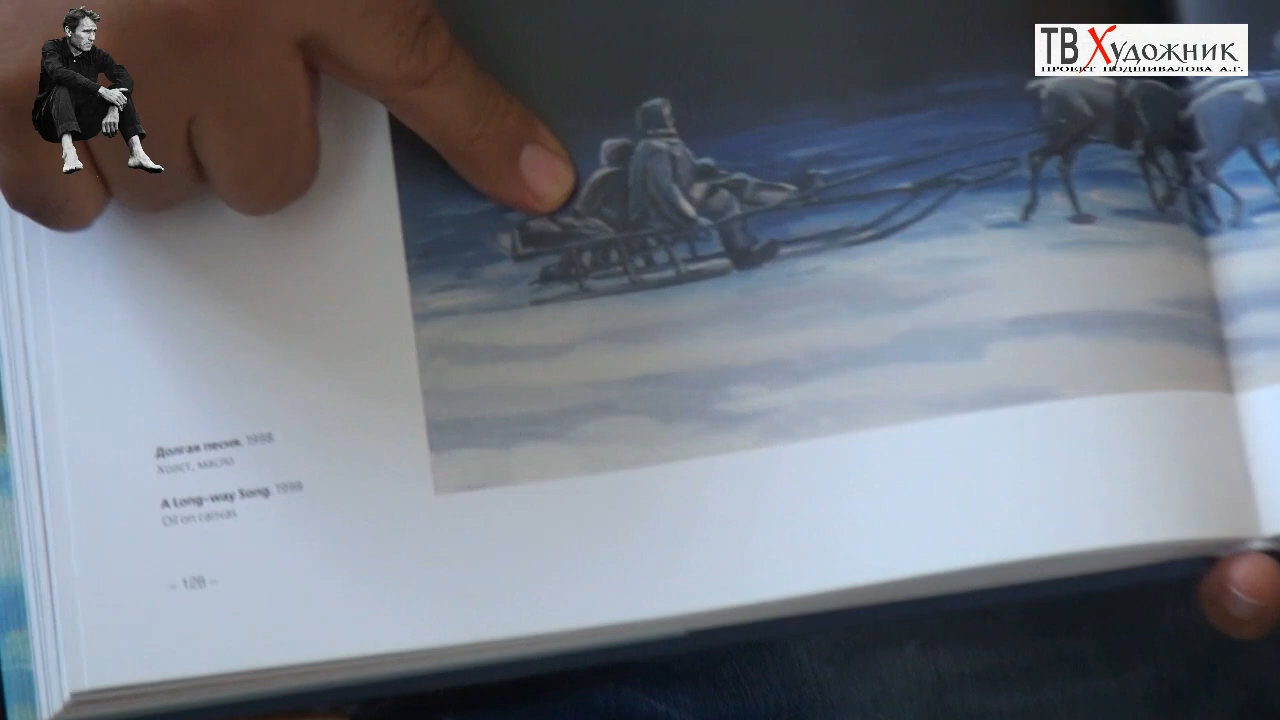 ТВ Художник
ПРОЕКТ ПОДШИВАЛОВА А.Г.
Долгая песня. 1998
Холст, масло
A Long-way Song. 1998
Oil on canvas
– 128 –